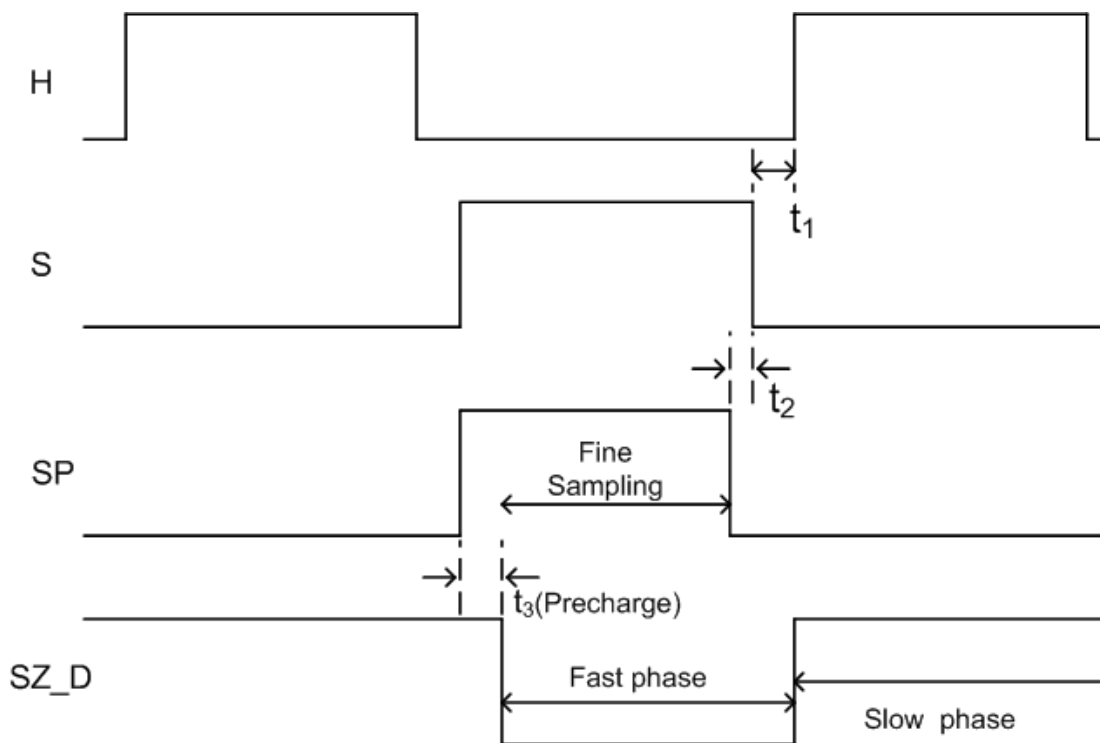 H
t1
S
t2
SP
Fine
Sampling
t3(Precharge)
SZ_D
Fast phase
Slow phase